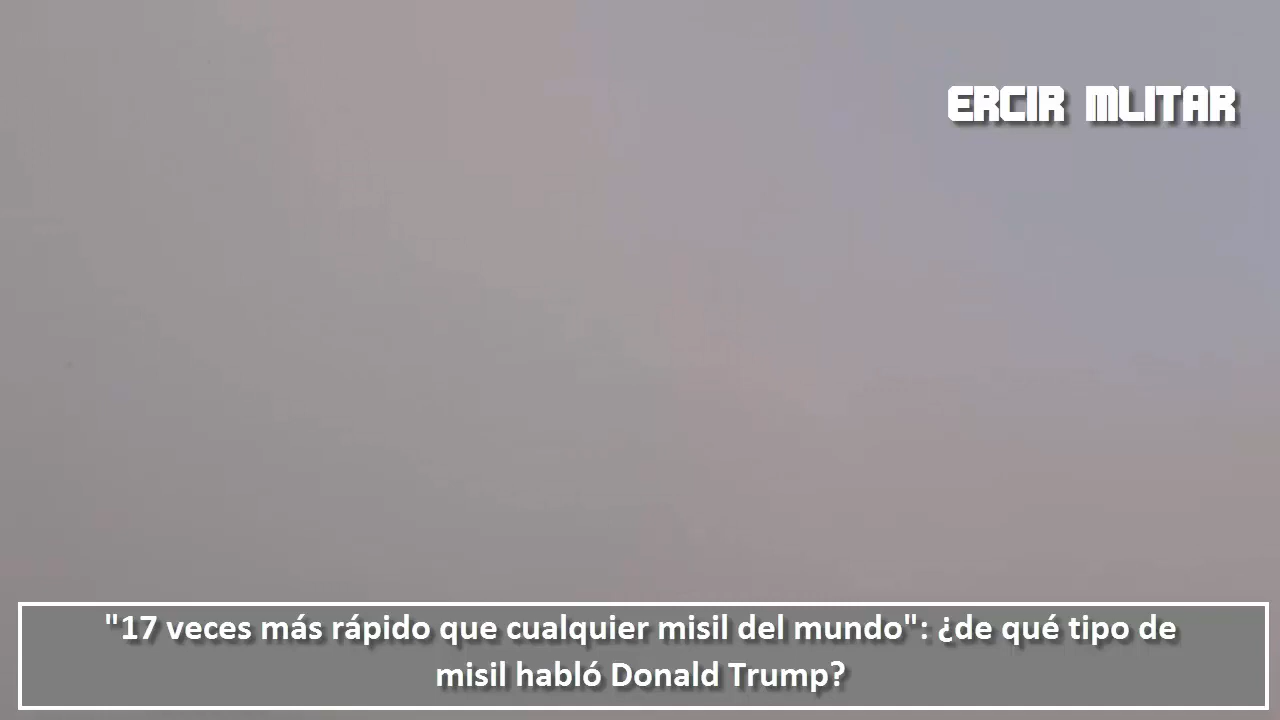 ERCIR MLITAR
"17 veces más rápido que cualquier misil del mundo": ¿de qué tipo de
misil habló Donald Trump?